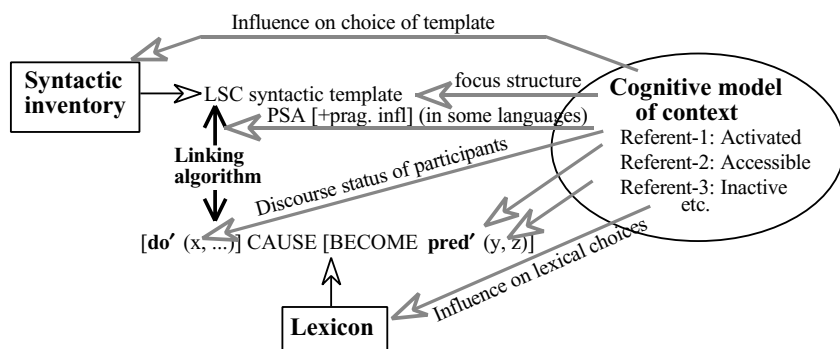 Influence on choice of template
Syntactic
inventory
LSC syntactic template
focus structure
PSA [+prag. infl] (in some languages)
Linking
algorithm
Discourse status of participants
Cognitive model
of context
Referent-1: Activated
Referent-2: Accessible
Referent-3: Inactive
etc.
[do′ (x, ...)] CAUSE [BECOME pred′ (y, z)]
Influence on lexical choices
Lexicon